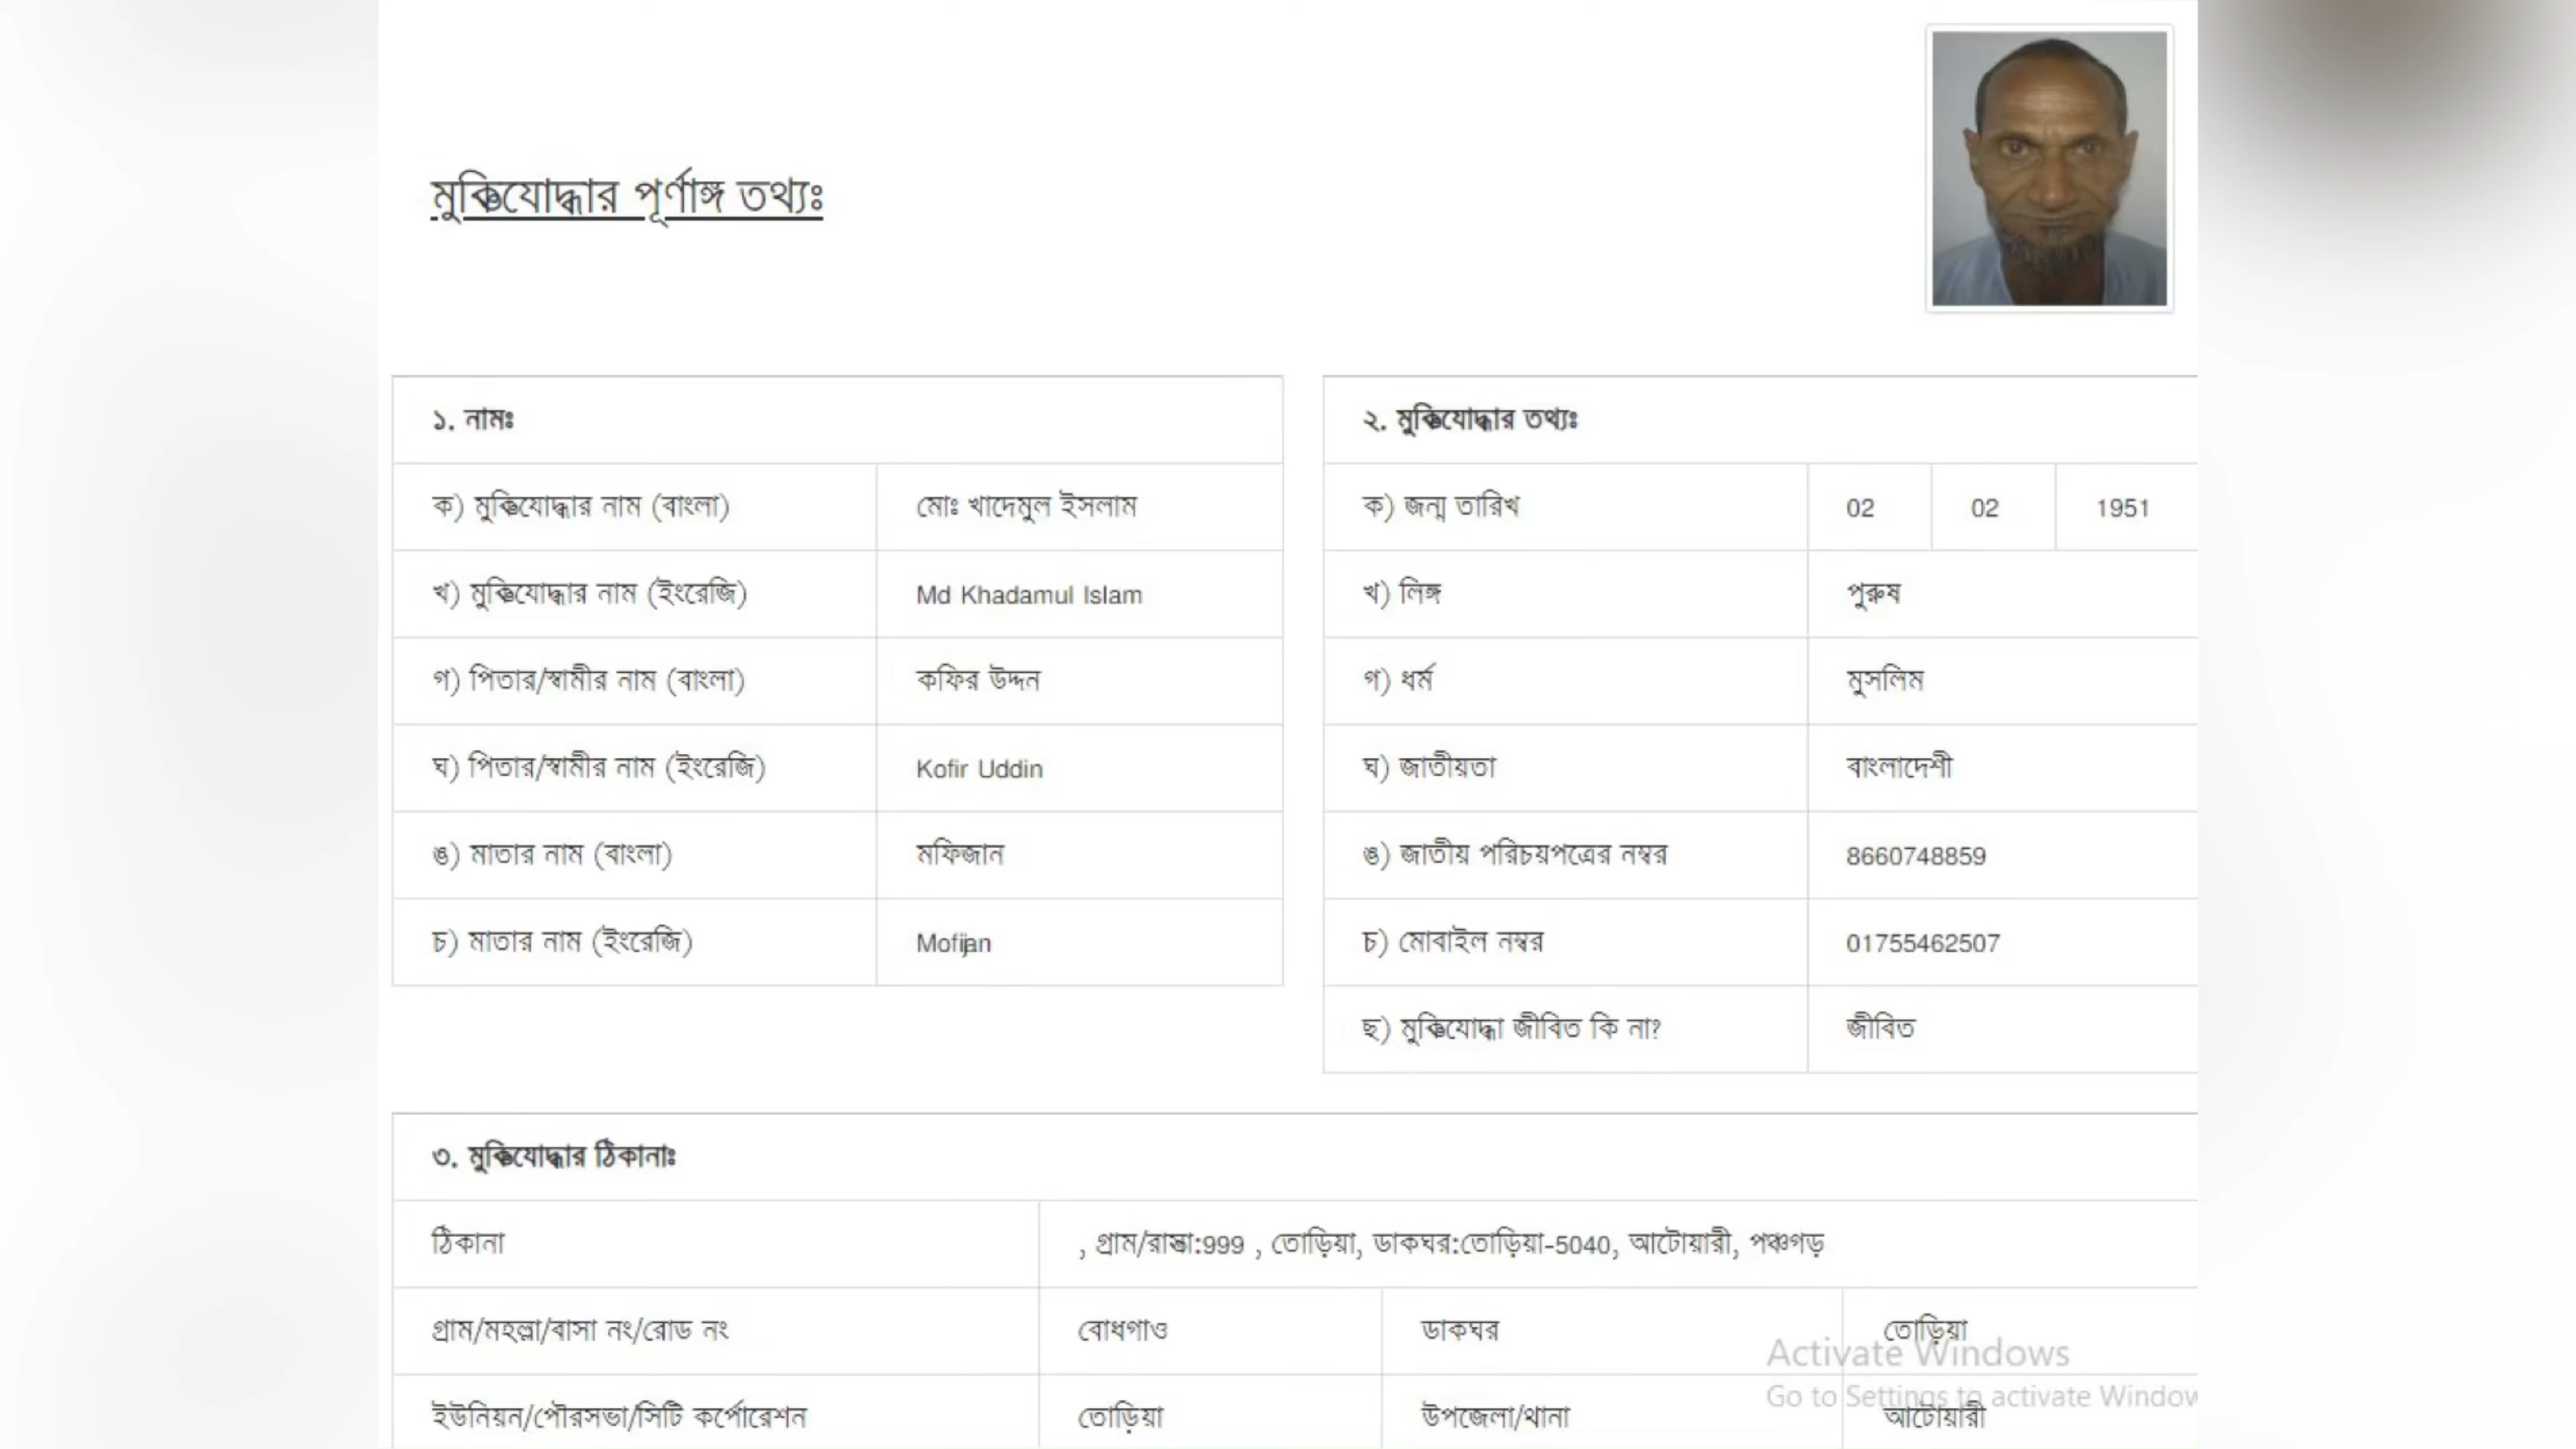 মুক্তিযোদ্ধার পূর্ণাঙ্গ তথ্যঃ
১. নামঃ
ক) মুক্তিযোদ্ধার নাম (বাংলা) মোঃ খাদেমুল ইসলাম
খ) মুক্তিযোদ্ধার নাম (ইংরেজি) Md Khadamul Islam
গ) পিতার/স্বামীর নাম (বাংলা) কফির উদ্দন
ঘ) পিতার/স্বামীর নাম (ইংরেজি) Kofir Uddin
ঙ) মাতার নাম (বাংলা) মফিজান
চ) মাতার নাম (ইংরেজি) Mofijan
২. মুক্তিযোদ্ধার তথ্যঃ
ক) জন্ম তারিখ 02 02 1951
খ) লিঙ্গ পুরুষ
গ) ধর্ম মুসলিম
ঘ) জাতীয়তা বাংলাদেশী
ঙ) জাতীয় পরিচয়পত্রের নম্বর 8660748859
চ) মোবাইল নম্বর 01755462507
ছ) মুক্তিযোদ্ধা জীবিত কি না? জীবিত
৩. মুক্তিযোদ্ধার ঠিকানাঃ
ঠিকানা , গ্রাম/রাস্তা:999 , তোড়িয়া, ডাকঘর:তোড়িয়া-5040, আটোয়ারী, পঞ্চগড়
গ্রাম/মহল্লা/বাসা নং/রোড নং বোধগাও ডাকঘর তোড়িয়া
ইউনিয়ন/পৌরসভা/সিটি কর্পোরেশন তোড়িয়া উপজেলা/থানা আটোয়ারী
Activate Windows
Go to Settings to activate Window